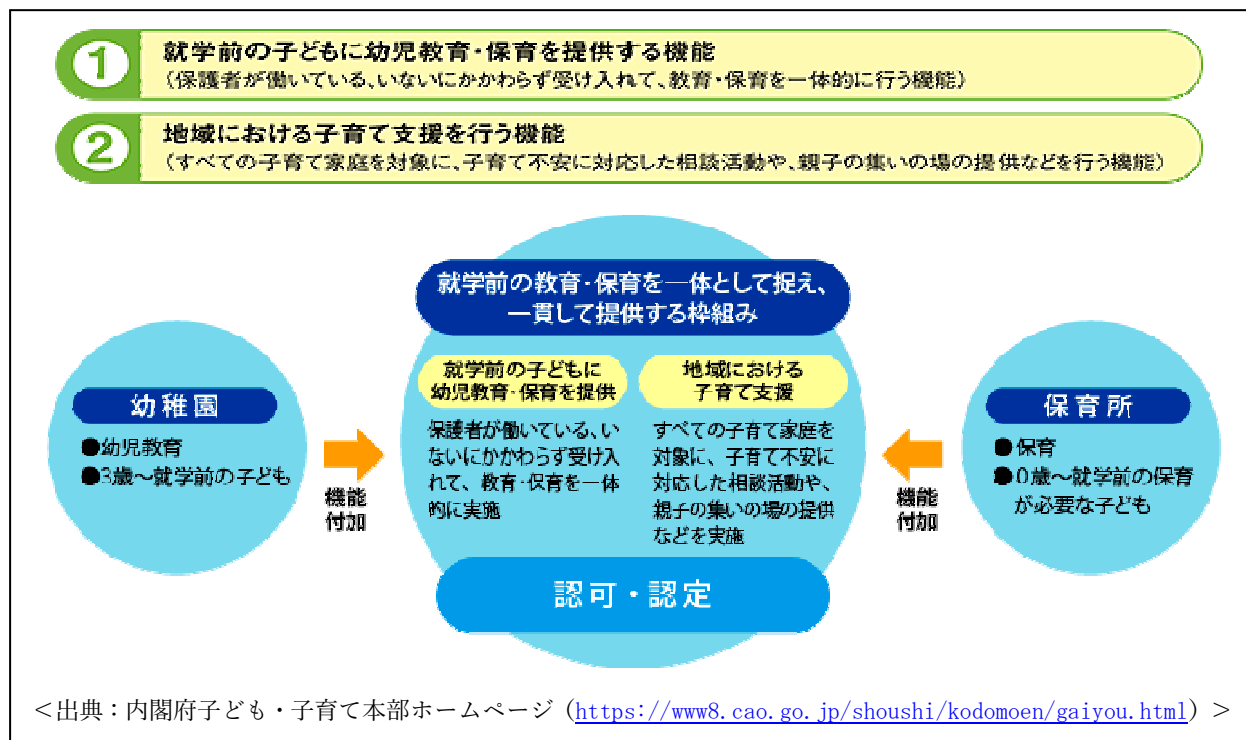 1
就学前の子どもに幼児教育・保育を提供する機能
（保護者が働いている、いないにかかわらず受け入れて、教育・保育を一体的に行う機能）
2
地域における子育て支援を行う機能
（すべての子育て家庭を対象に、子育て不安に対応した相談活動や、親子の集いの場の提供などを行う機能）
就学前の教育・保育を一体として捉え、
一貫して提供する枠組み
幼稚園
●幼児教育
●3歳～就学前の子ども
機能
付加
就学前の子どもに
幼児教育・保育を提供
保護者が働いている、い
ないにかかわらず受け入
れて、教育・保育を一体
的に実施
地域における
子育て支援
すべての子育て家庭を
対象に、子育て不安に
対応した相談活動や、
親子の集いの場の提供
などを実施
認可・認定
機能
付加
保育所
●保育
●0歳～就学前の保育
が必要な子ども
＜出典：内閣府子ども・子育て本部ホームページ（https://www8.cao.go.jp/shoushi/kodomoen/gaiyou.html）＞